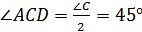 ∠ACD = ∠C/2 = 45°